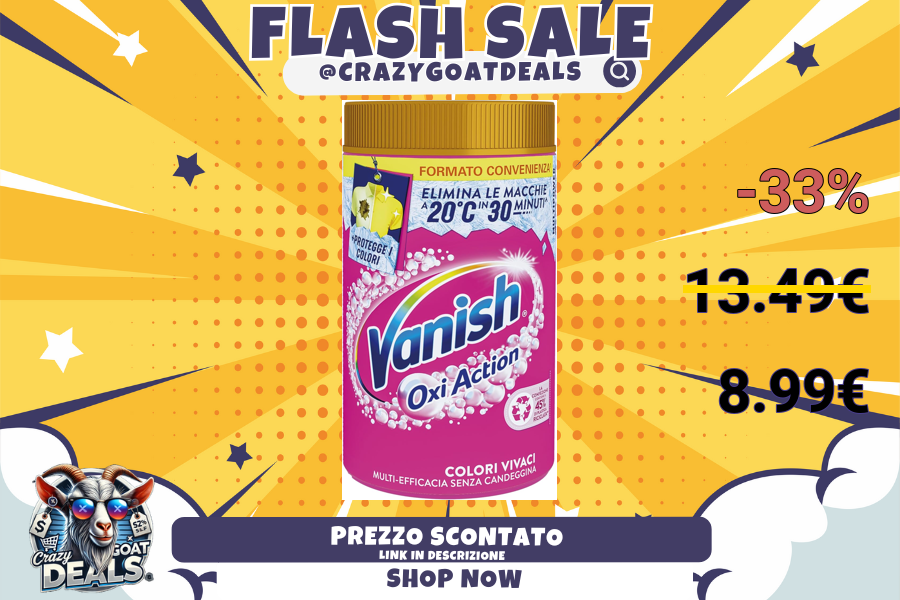 FLASH SALE
@CRAZYGOATDEALS
FORMATO CONVENIENZA
ELIMINA LE MACCHIE
A 20°C IN 30 MINUTI
+PROTEGGE I
COLORI
Vanish
Oxi Action
45%
COLORI VIVACI
MULTI-EFFICACIA SENZA CANDEGGINA
-33%
13.49€
8.99€
$
52%
Crazy
GOAT
DEALS
PREZZO SCONTATO
LINK IN DESCRIZIONE
SHOP NOW